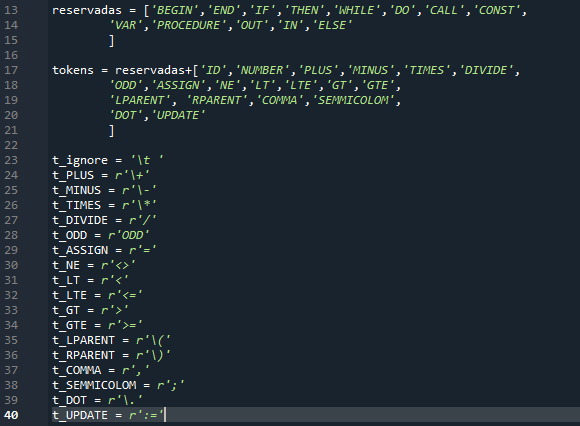 13 reservadas = ['BEGIN','END','IF','THEN','WHILE','DO','CALL','CONST',
14 'VAR','PROCEDURE','OUT','IN','ELSE'
15 ]
16
17 tokens = reservadas+['ID','NUMBER','PLUS','MINUS','TIMES','DIVIDE',
18 'ODD','ASSIGN','NE','LT','LTE','GT','GTE',
19 'LPARENT', 'RPARENT','COMMA','SEMMICOLOM',
20 'DOT','UPDATE'
21 ]
22
23 t_ignore = '\t '
24 t_PLUS = r'\+'
25 t_MINUS = r'\-'
26 t_TIMES = r'\*'
27 t_DIVIDE = r'/'
28 t_ODD = r'ODD'
29 t_ASSIGN = r'='
30 t_NE = r'<>'
31 t_LT = r'<'
32 t_LTE = r'<='
33 t_GT = r'>'
34 t_GTE = r'>='
35 t_LPARENT = r'\('
36 t_RPARENT = r'\)'
37 t_COMMA = r','
38 t_SEMMICOLOM = r';'
39 t_DOT = r'\.'
40 t_UPDATE = r':='